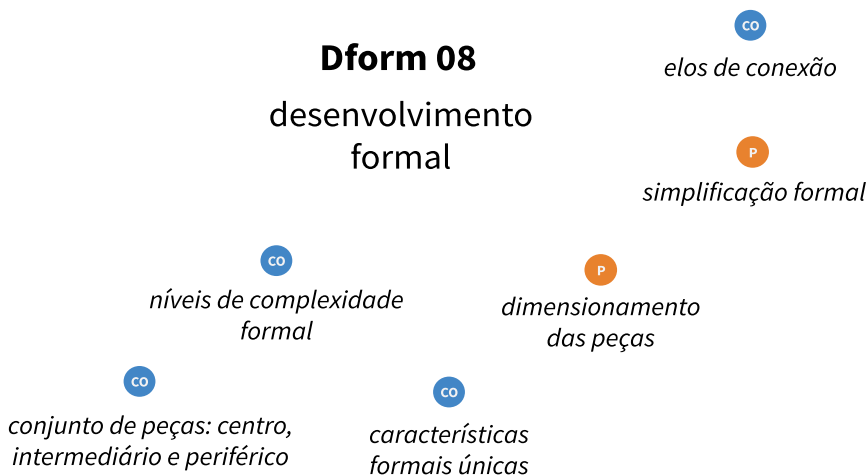 Dform 08
desenvolvimento
formal
CO
elos de conexão
P
simplificação formal
CO
níveis de complexidade
formal
P
dimensionamento
das peças
CO
conjunto de peças: centro,
intermediário e periférico
CO
características
formais únicas